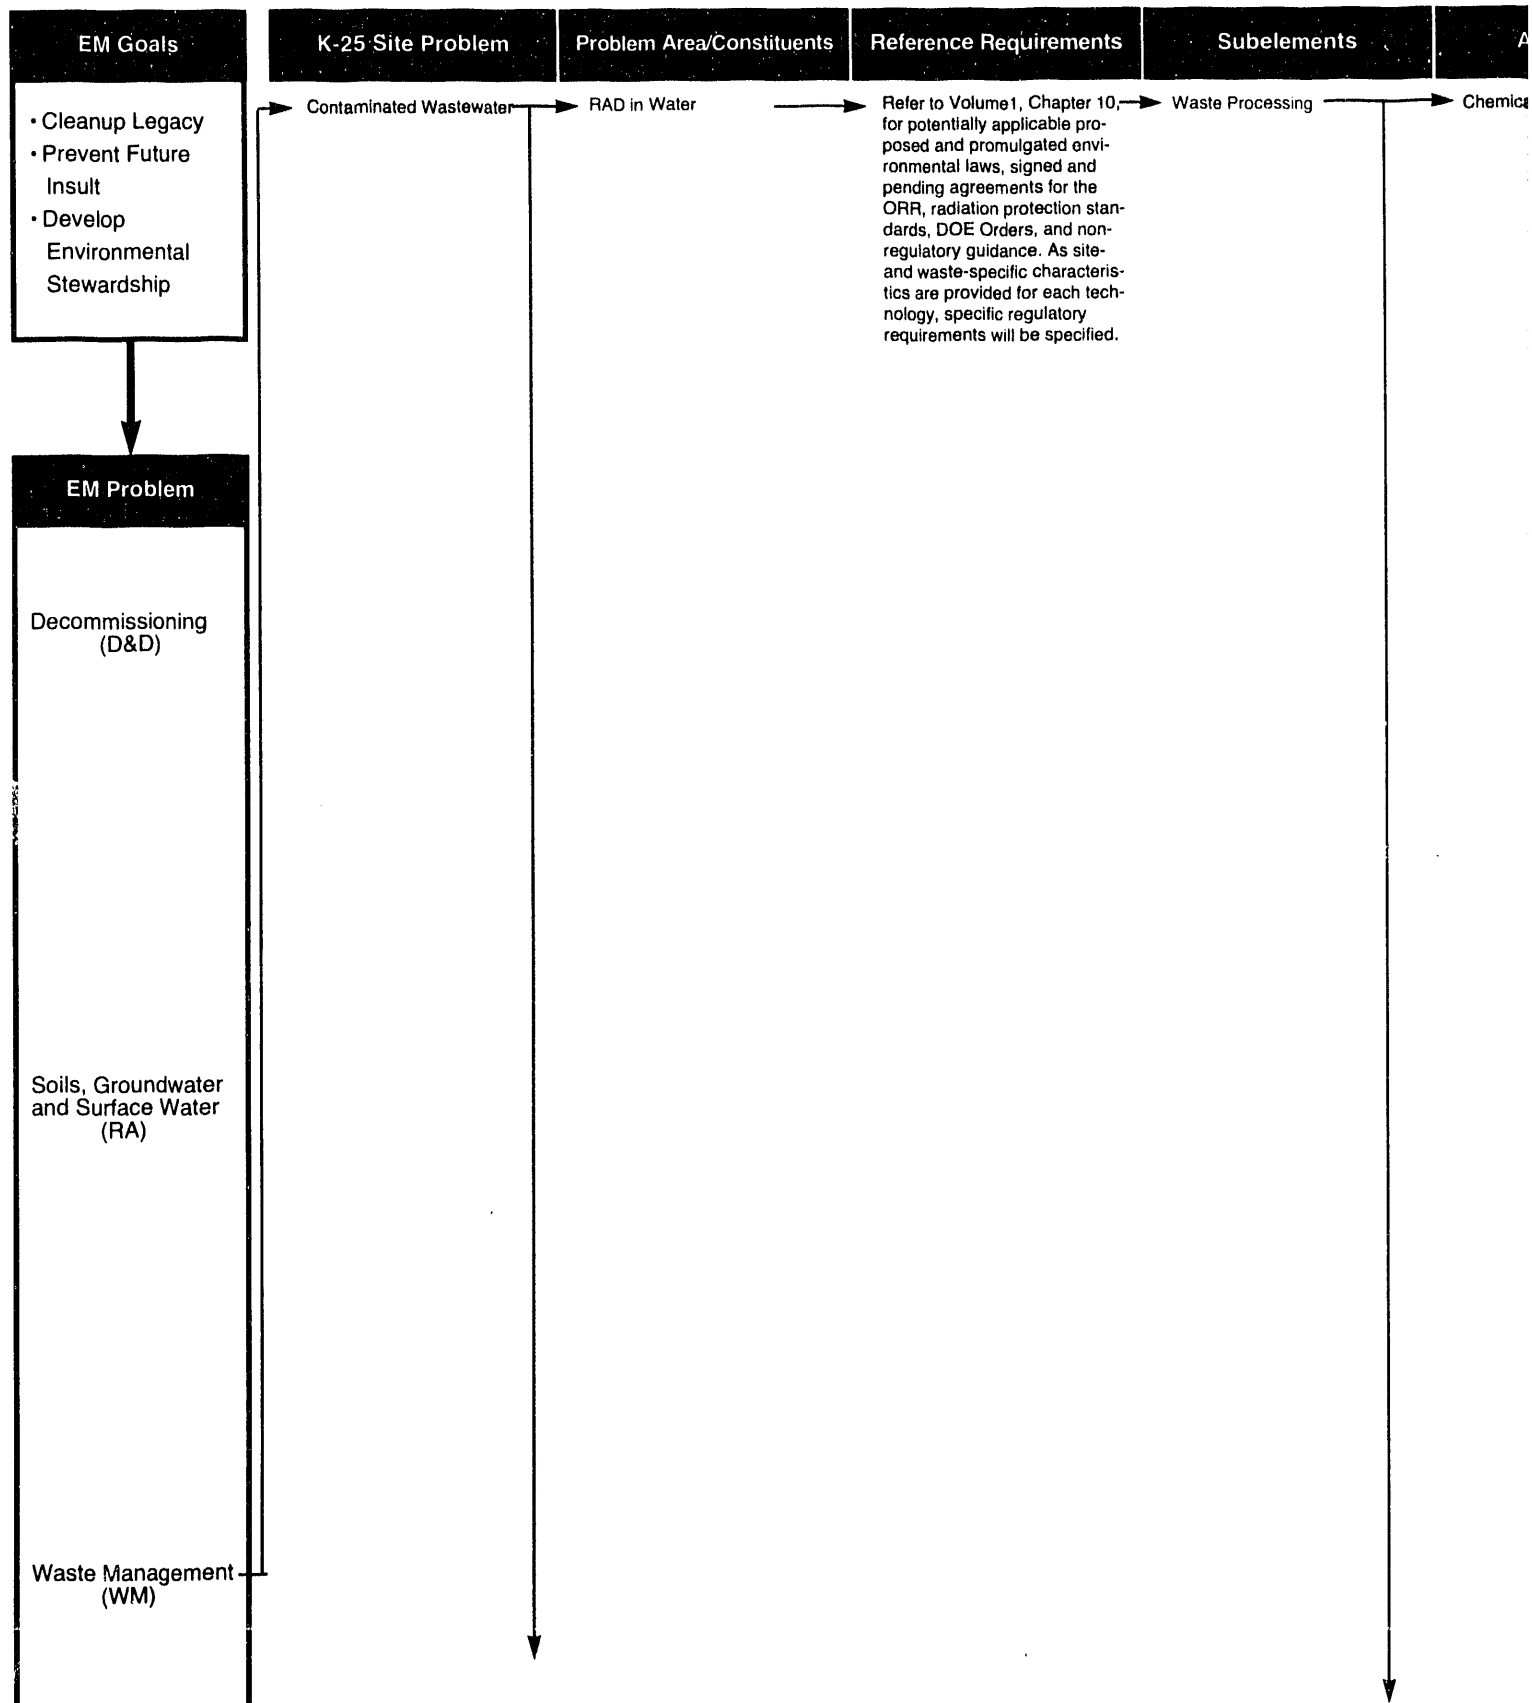 EM Goals
K-25 Site Problem
Problem Area/Constituents
Reference Requirements
Subelements
A
• Cleanup Legacy
• Prevent Future
Insult
• Develop
Environmental
Stewardship
Contaminated Wastewater
RAD in Water
Refer to Volume1, Chapter 10,
for potentially applicable pro-
posed and promulgated envi-
ronmental laws, signed and
pending agreements for the
ORR, radiation protection stan-
dards, DOE Orders, and non-
regulatory guidance. As site-
and waste-specific characteris-
tics are provided for each tech-
nology, specific regulatory
requirements will be specified.
Waste Processing
Chemica
EM Problem
Decommissioning
(D&D)
Soils, Groundwater
and Surface Water
(RA)
Waste Management
(WM)